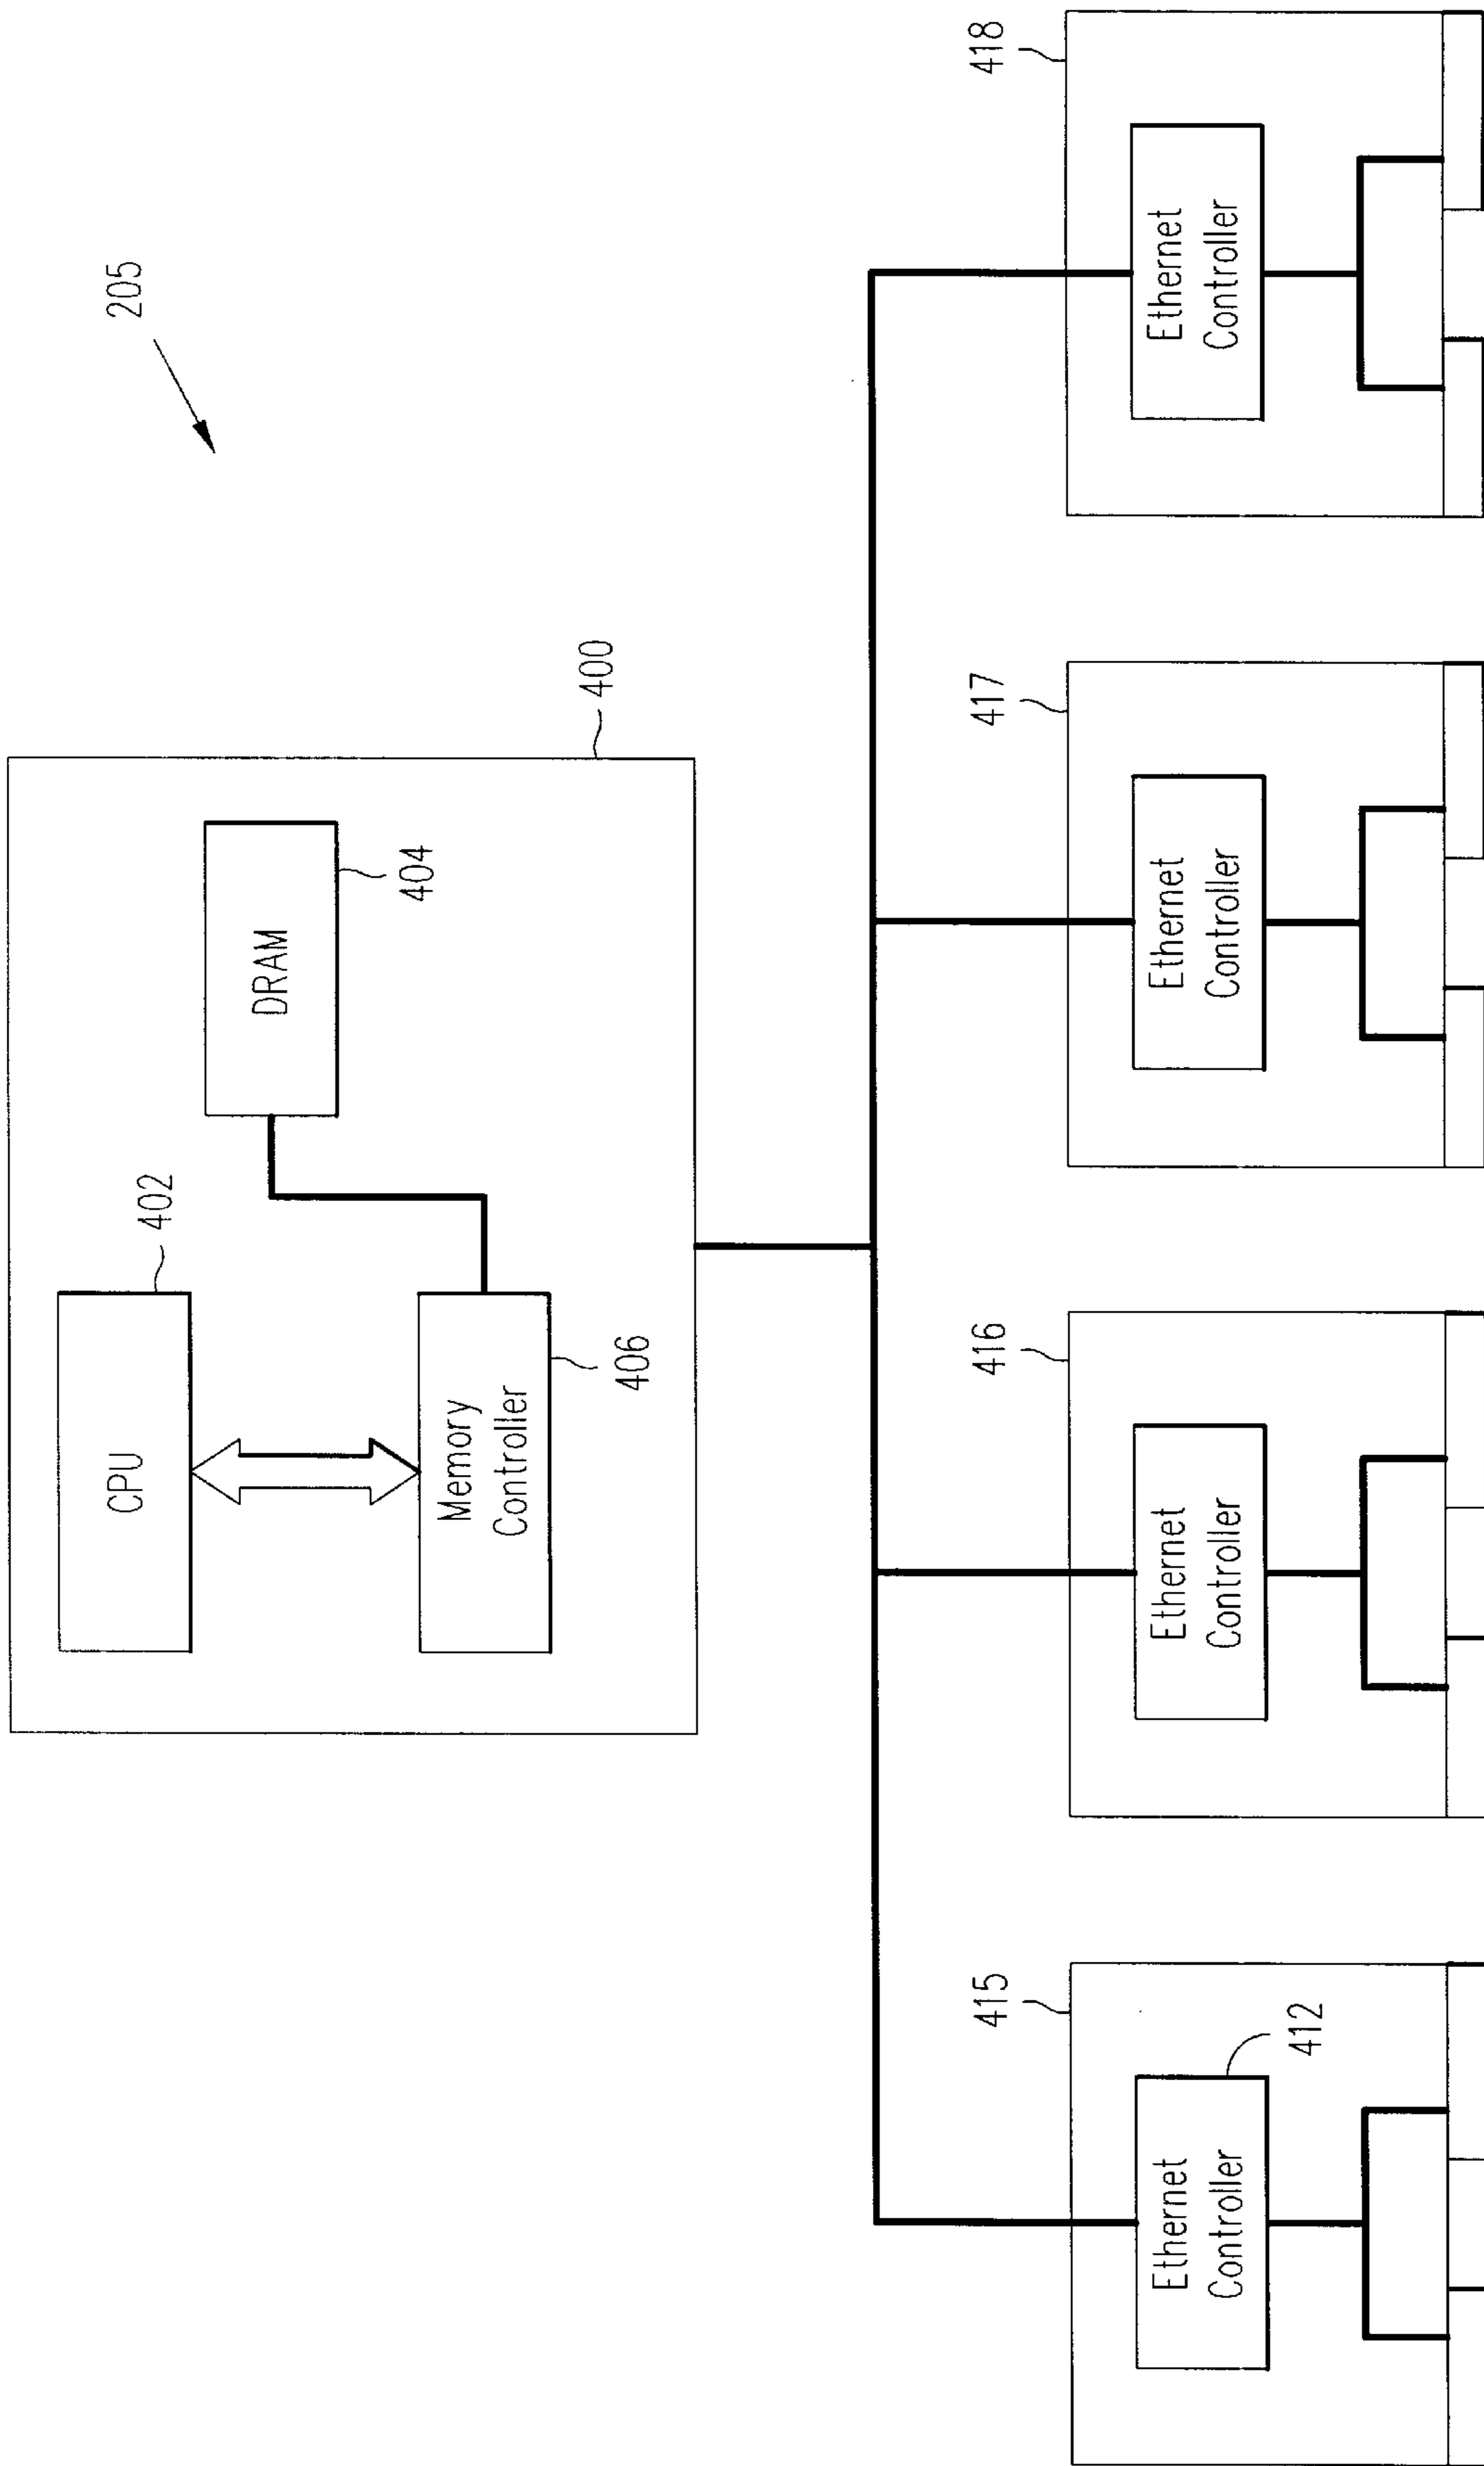 205
CPU
402
DRAM
404
Memory
Controller
406
400
415
416
417
418
Ethernet
Controller
412
Ethernet
Controller
Ethernet
Controller
Ethernet
Controller